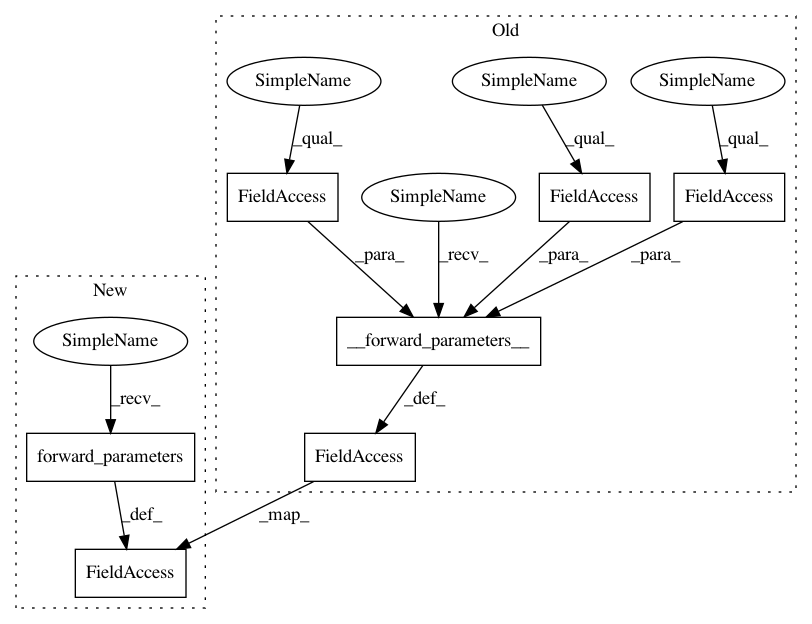 Old
SimpleName
SimpleName
SimpleName
_qual_
_qual_
_qual_
FieldAccess
SimpleName
FieldAccess
FieldAccess
_para_
_recv_
_para_
_para_
New
SimpleName
__forward_parameters__
_recv_
_def_
forward_parameters
FieldAccess
_def_
_map_
FieldAccess